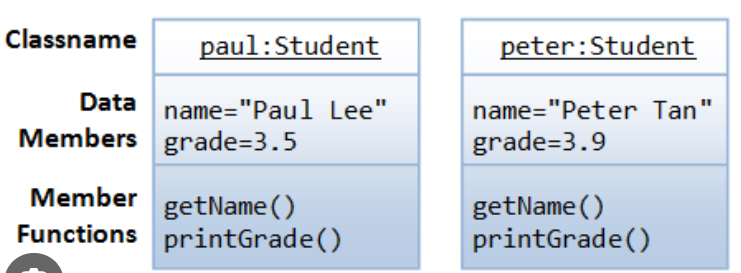 Classname
paul:Student
peter:Student
Data
Members
name="Paul Lee"
grade=3.5
name="Peter Tan"
grade=3.9
Member
Functions
getName()
printGrade()
getName()
printGrade()